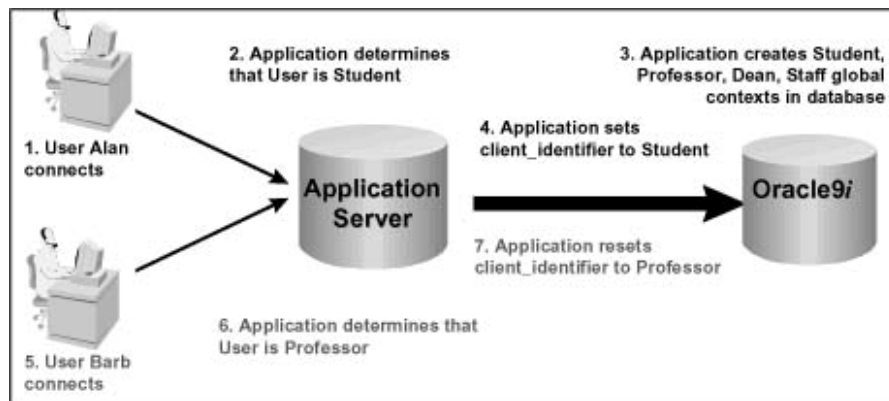 2. Application determines
that User is Student
3. Application creates Student,
Professor, Dean, Staff global
contexts in database
1. User Alan
connects
4. Application sets
client_identifier to Student
Application
Server
Oracle9i
7. Application resets
client_identifier to Professor
6. Application determines that
User is Professor
5. User Barb
connects